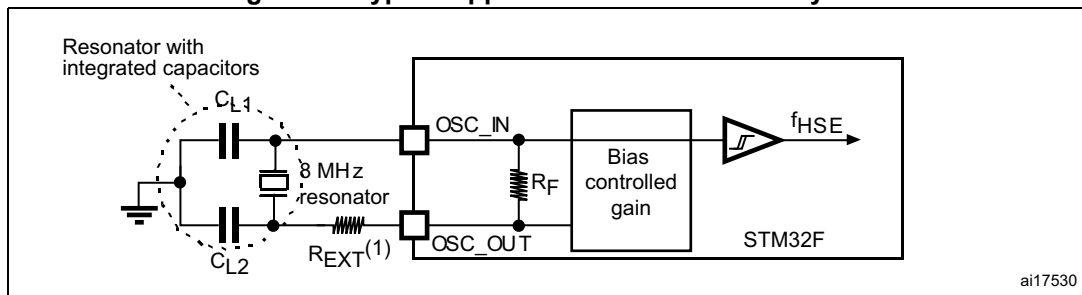 Resonator with
integrated capacitors
CL1
OSC_IN
fHSE
8 MHz
resonator
RF
Bias
controlled
gain
REXT(1)
OSC_OUT
STM32F
CL2
ai17530